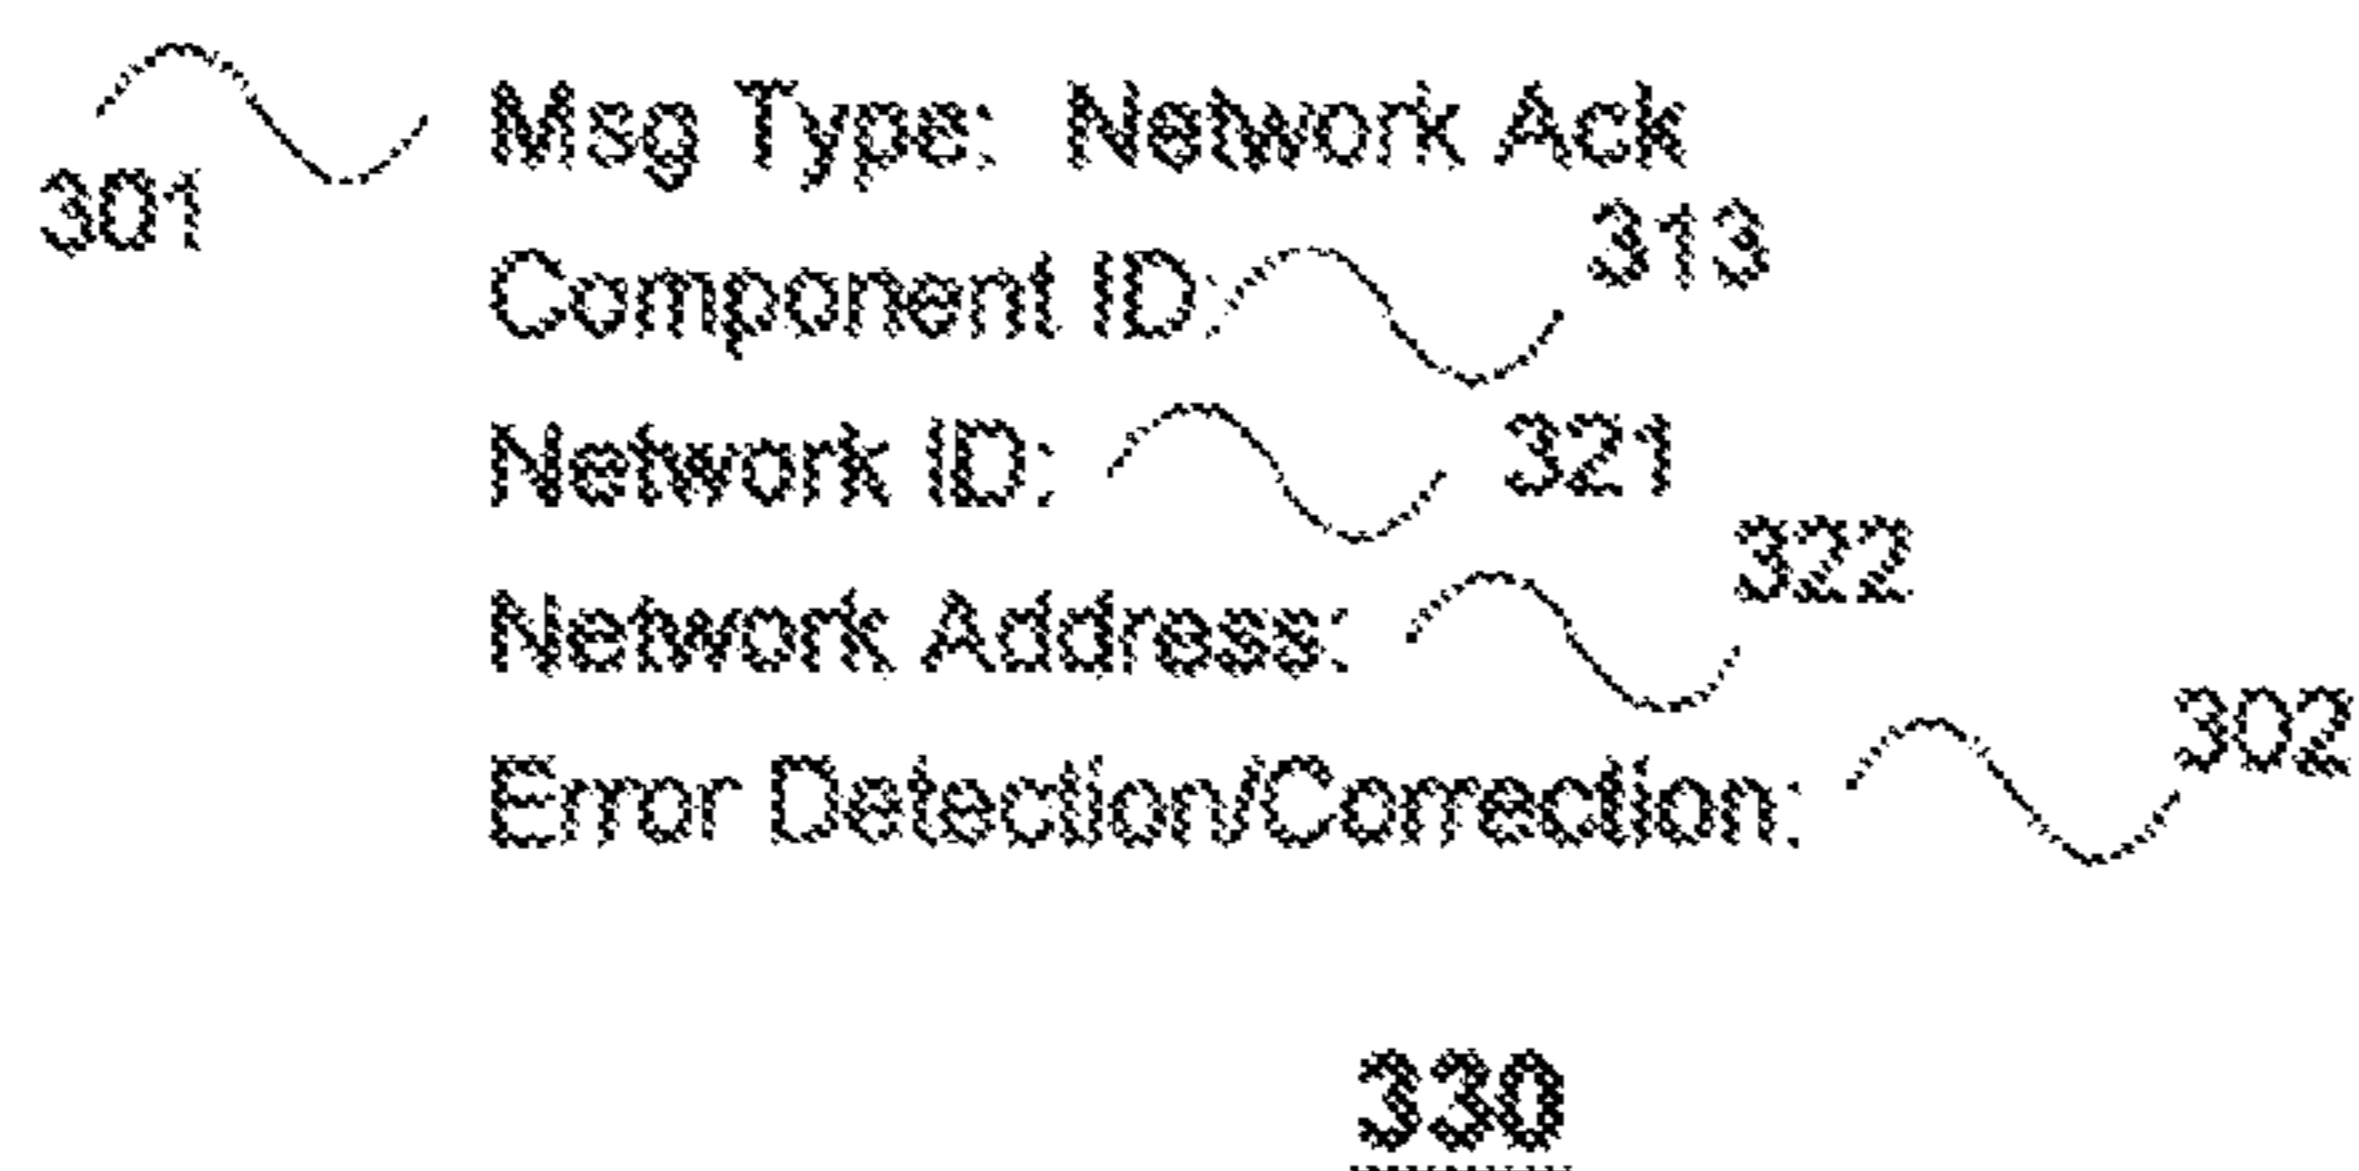 Msg Type: Network Ack
301
313
Component ID:
Network ID:
321
322
Network Address:
302
Error Detection/Correction:
330